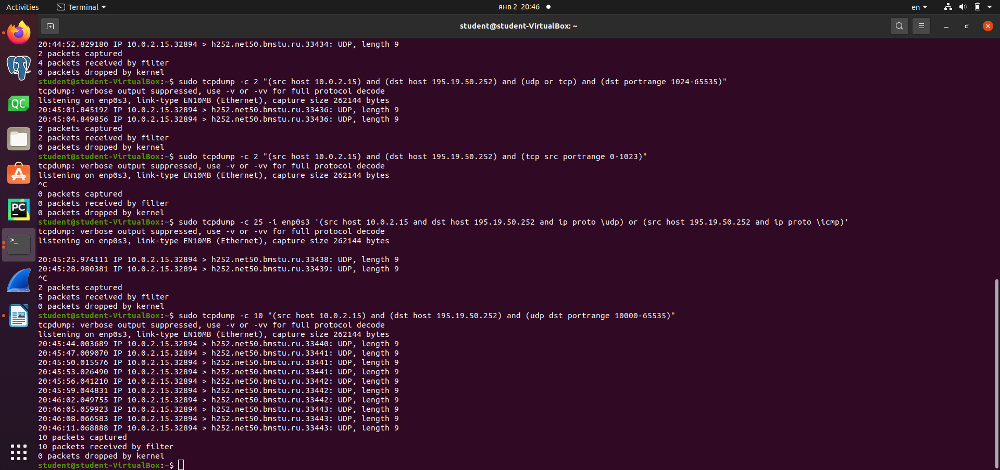 Activities
Terminal
янв 2 20:46
en
student@student-VirtualBox: ~
QC
PC
>_
20:44:52.829180 IP 10.0.2.15.32894 > h252.net50.bmstu.ru.33434: UDP, length 9
2 packets captured
4 packets received by filter
0 packets dropped by kernel
student@student-VirtualBox:~$ sudo tcpdump -c 2 "(src host 10.0.2.15) and (dst host 195.19.50.252) and (udp or tcp) and (dst portrange 1024-65535)"
tcpdump: verbose output suppressed, use -v or -vv for full protocol decode
listening on enp0s3, link-type EN10MB (Ethernet), capture size 262144 bytes
20:45:01.845192 IP 10.0.2.15.32894 > h252.net50.bmstu.ru.33436: UDP, length 9
20:45:04.849856 IP 10.0.2.15.32894 > h252.net50.bmstu.ru.33436: UDP, length 9
2 packets captured
2 packets received by filter
0 packets dropped by kernel
student@student-VirtualBox:~$ sudo tcpdump -c 2 "(src host 10.0.2.15) and (dst host 195.19.50.252) and (tcp src portrange 0-1023)"
tcpdump: verbose output suppressed, use -v or -vv for full protocol decode
listening on enp0s3, link-type EN10MB (Ethernet), capture size 262144 bytes
^C
0 packets captured
0 packets received by filter
0 packets dropped by kernel
student@student-VirtualBox:~$ sudo tcpdump -c 25 -i enp0s3 '(src host 10.0.2.15 and dst host 195.19.50.252 and ip proto \udp) or (src host 195.19.50.252 and ip proto \icmp)'
tcpdump: verbose output suppressed, use -v or -vv for full protocol decode
listening on enp0s3, link-type EN10MB (Ethernet), capture size 262144 bytes
20:45:25.974111 IP 10.0.2.15.32894 > h252.net50.bmstu.ru.33438: UDP, length 9
20:45:28.980381 IP 10.0.2.15.32894 > h252.net50.bmstu.ru.33439: UDP, length 9
^C
2 packets captured
5 packets received by filter
0 packets dropped by kernel
student@student-VirtualBox:~$ sudo tcpdump -c 10 "(src host 10.0.2.15) and (dst host 195.19.50.252) and (udp dst portrange 10000-65535)"
tcpdump: verbose output suppressed, use -v or -vv for full protocol decode
listening on enp0s3, link-type EN10MB (Ethernet), capture size 262144 bytes
20:45:44.003689 IP 10.0.2.15.32894 > h252.net50.bmstu.ru.33440: UDP, length 9
20:45:47.009070 IP 10.0.2.15.32894 > h252.net50.bmstu.ru.33441: UDP, length 9
20:45:50.015576 IP 10.0.2.15.32894 > h252.net50.bmstu.ru.33441: UDP, length 9
20:45:53.026490 IP 10.0.2.15.32894 > h252.net50.bmstu.ru.33441: UDP, length 9
20:45:56.041210 IP 10.0.2.15.32894 > h252.net50.bmstu.ru.33442: UDP, length 9
20:45:59.044831 IP 10.0.2.15.32894 > h252.net50.bmstu.ru.33442: UDP, length 9
20:46:02.049755 IP 10.0.2.15.32894 > h252.net50.bmstu.ru.33442: UDP, length 9
20:46:05.059923 IP 10.0.2.15.32894 > h252.net50.bmstu.ru.33443: UDP, length 9
20:46:08.066583 IP 10.0.2.15.32894 > h252.net50.bmstu.ru.33443: UDP, length 9
20:46:11.068888 IP 10.0.2.15.32894 > h252.net50.bmstu.ru.33443: UDP, length 9
10 packets captured
10 packets received by filter
0 packets dropped by kernel
student@student-VirtualBox:~$